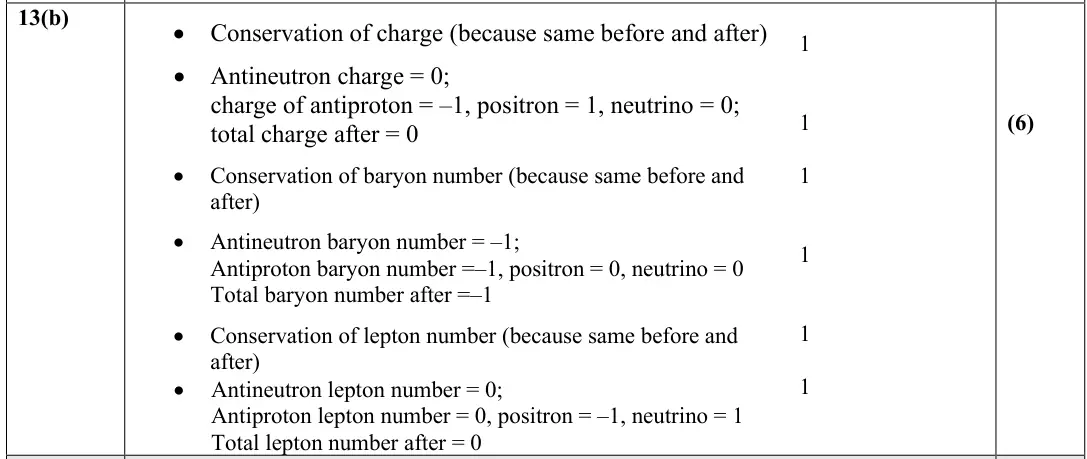 13(b)
• Conservation of charge (because same before and after) 1
• Antineutron charge = 0;
charge of antiproton = –1, positron = 1, neutrino = 0; 1 (6)
total charge after = 0
• Conservation of baryon number (because same before and 1
after)
• Antineutron baryon number = –1; 1
Antiproton baryon number =–1, positron = 0, neutrino = 0
Total baryon number after =–1
• Conservation of lepton number (because same before and 1
after)
• Antineutron lepton number = 0; 1
Antiproton lepton number = 0, positron = –1, neutrino = 1
Total lepton number after = 0